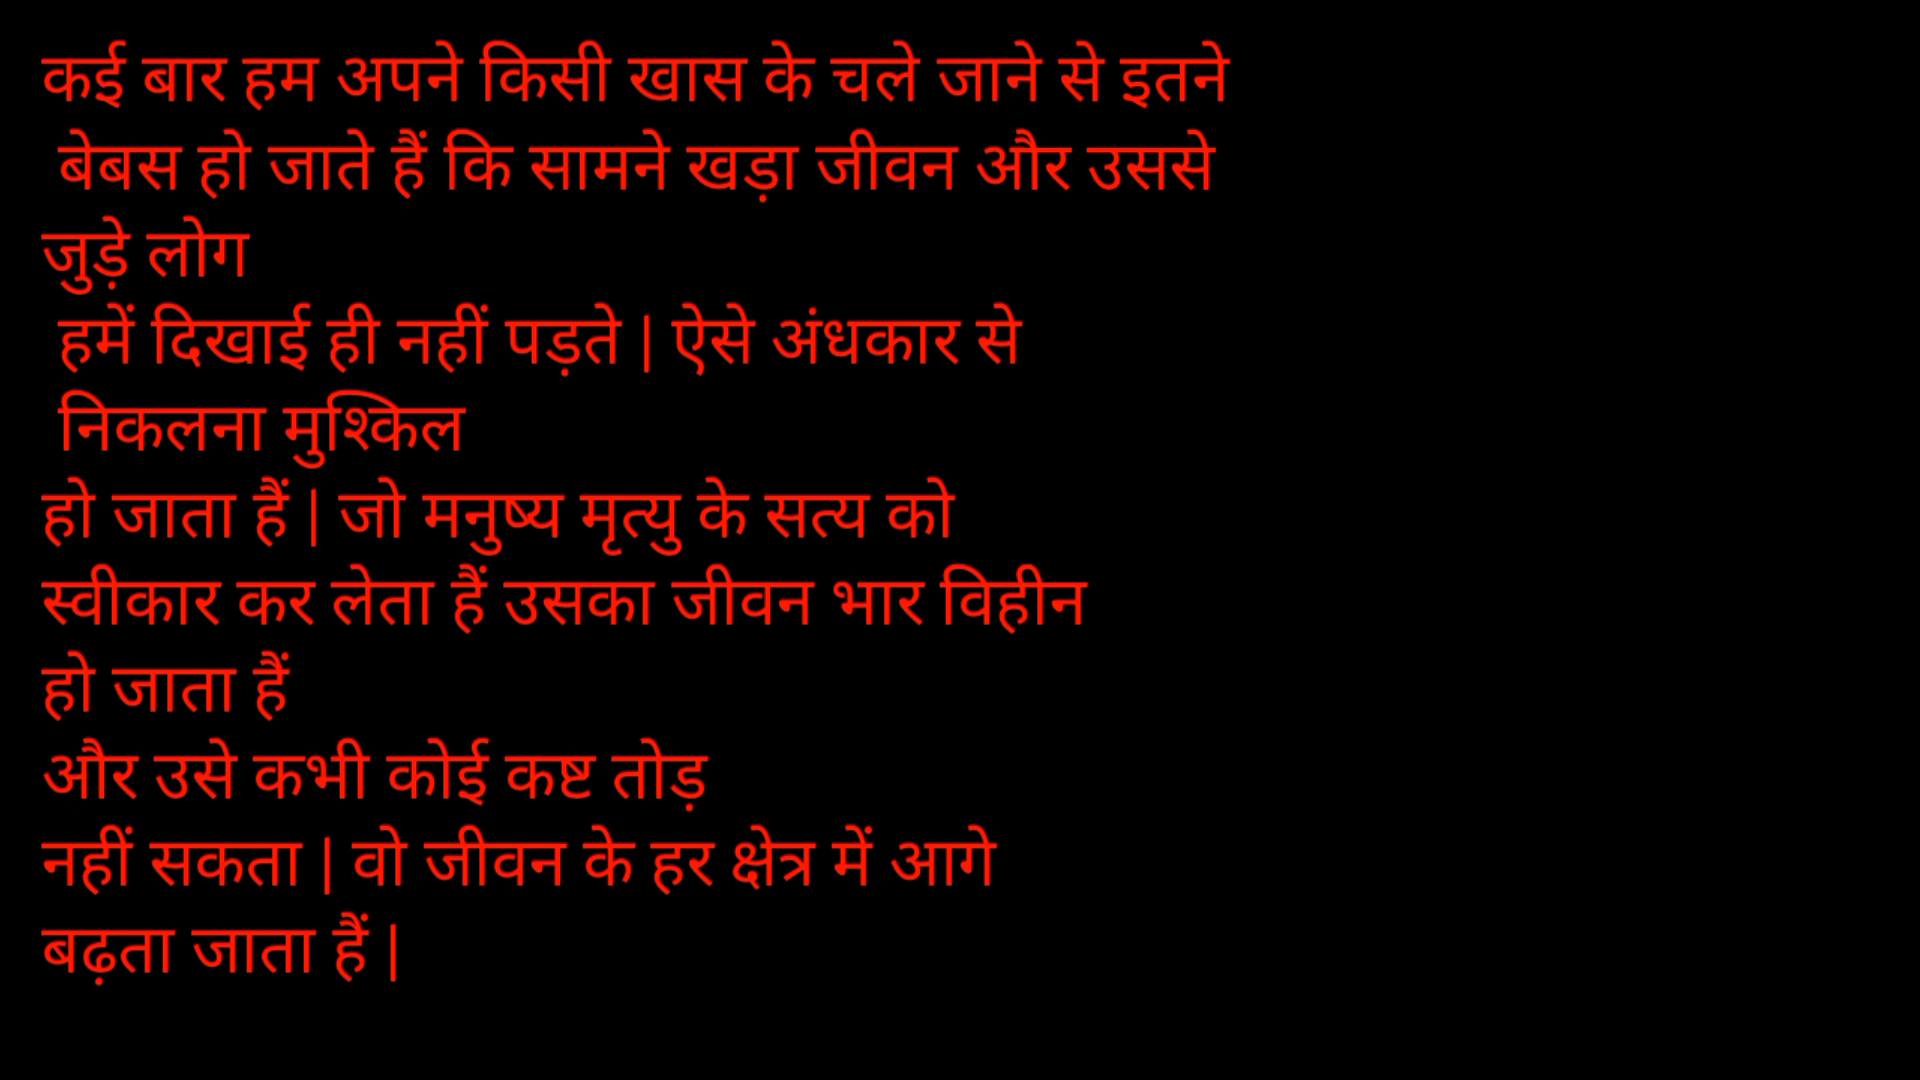 कई बार हम अपने किसी खास के चले जाने से इतने
बेबस हो जाते हैं कि सामने खड़ा जीवन और उससे
जुड़े लोग
हमें दिखाई ही नहीं पड़ते | ऐसे अंधकार से
निकलना मुश्किल
हो जाता हैं | जो मनुष्य मृत्यु के सत्य को
स्वीकार कर लेता हैं उसका जीवन भार विहीन
हो जाता हैं
और उसे कभी कोई कष्ट तोड़
नहीं सकता | वो जीवन के हर क्षेत्र में आगे
बढ़ता जाता हैं |